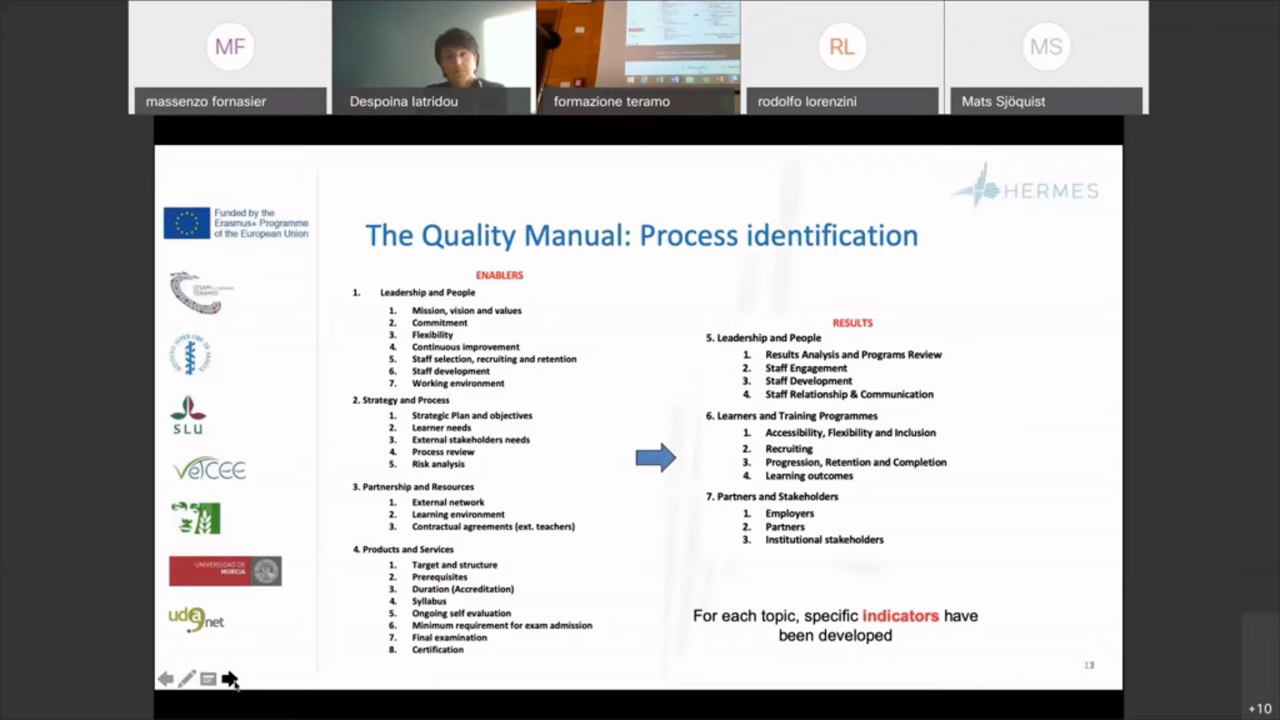 MF
RL
MS
massenzo fornasier
Despoina Iatridou
formazione teramo
rodolfo lorenzini
Mats Sjöquist
HERMES
Funded by the
Erasmus+ Programme
of the European Union
The Quality Manual: Process identification
ENABLERS
1. Leadership and People
1. Mission, vision and values
2. Commitment
3. Flexibility
4. Continuous improvement
5. Staff selection, recruiting and retention
6. Staff development
7. Working environment
2. Strategy and Process
1. Strategic Plan and objectives
2. Learner needs
3. External stakeholders needs
4. Process review
5. Risk analysis
3. Partnership and Resources
1. External network
2. Learning environment
3. Contractual agreements (ext. teachers)
4. Products and Services
1. Target and structure
2. Prerequisites
3. Duration (Accreditation)
4. Syllabus
5. Ongoing self evaluation
6. Minimum requirement for exam admission
7. Final examination
8. Certification
RESULTS
5. Leadership and People
1. Results Analysis and Programs Review
2. Staff Engagement
3. Staff Development
4. Staff Relationship & Communication
6. Learners and Training Programmes
1. Accessibility, Flexibility and Inclusion
2. Recruiting
3. Progression, Retention and Completion
4. Learning outcomes
7. Partners and Stakeholders
1. Employers
2. Partners
3. Institutional stakeholders
For each topic, specific indicators have
been developed
TERAMO
SLU
VETCEE
UNIVERSIDAD DE
MURCIA
uda net
+10